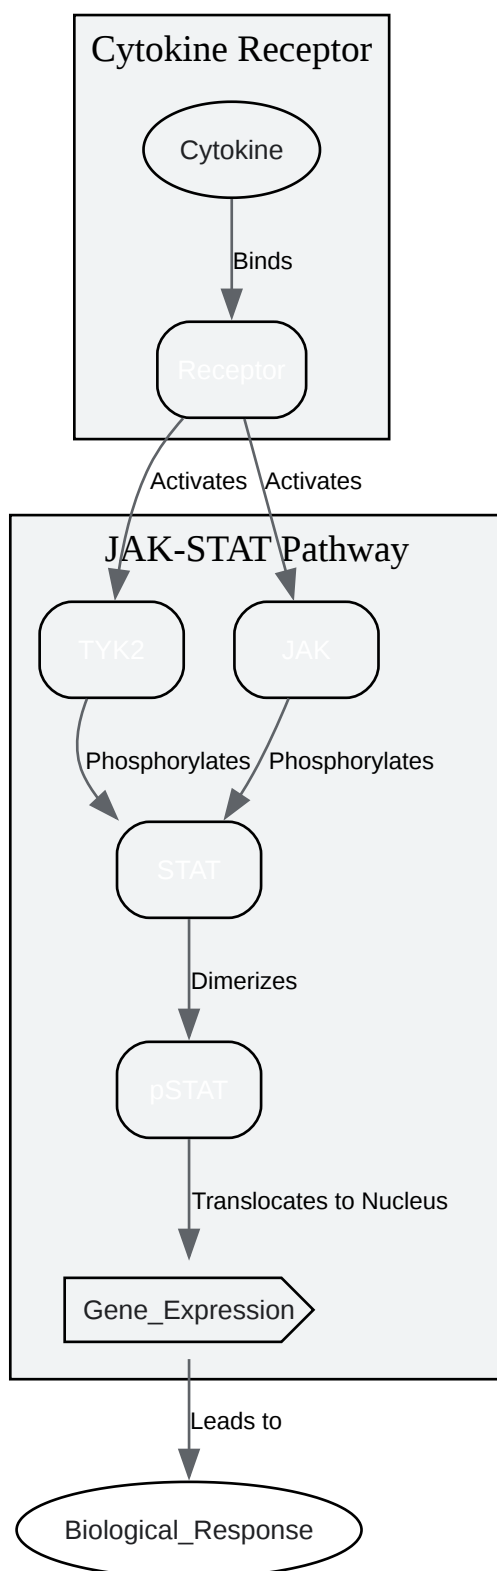 Cytokine Receptor
Cytokine
Binds
Receptor
Activates
Activates
JAK-STAT Pathway
TYK2
JAK
Phosphorylates
Phosphorylates
STAT
Dimerizes
pSTAT
Translocates to Nucleus
Gene_Expression
Leads to
Biological_Response